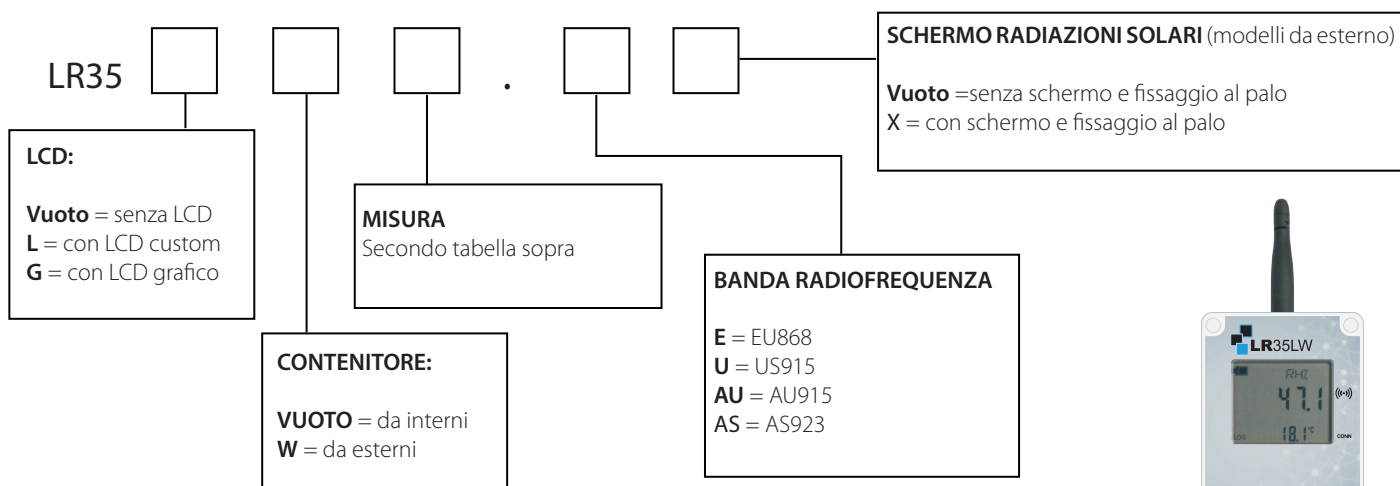 LR35 .
SCHERMO RADIAZIONI SOLARI (modelli da esterno)
Vuoto =senza schermo e fissaggio al palo
X = con schermo e fissaggio al palo
LCD:
Vuoto = senza LCD
L = con LCD custom
G = con LCD grafico
MISURA
Secondo tabella sopra
CONTENITORE:
VUOTO = da interni
W = da esterni
BANDA RADIOFREQUENZA
E = EU868
U = US915
AU = AU915
AS = AS923
LR35LW
RH%
47.1
18.1°C
LOG
CONN